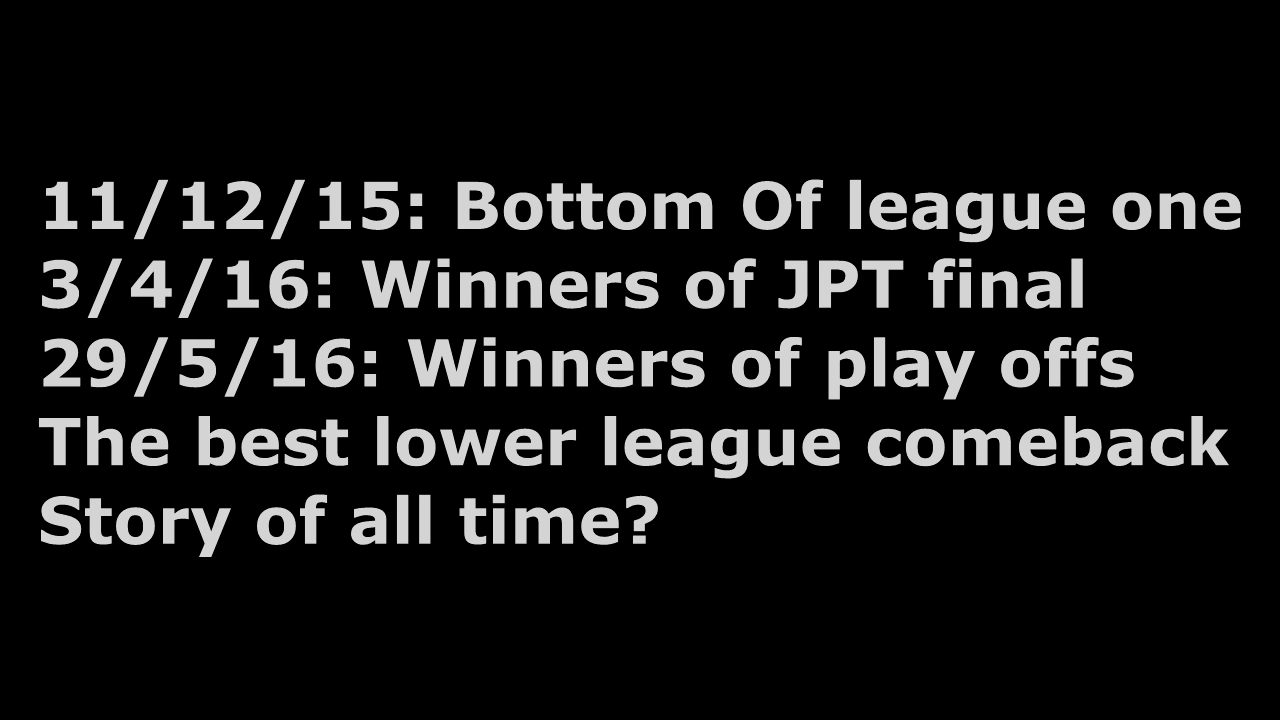 11/12/15: Bottom Of league one
3/4/16: Winners of JPT final
29/5/16: Winners of play offs
The best lower league comeback
Story of all time?